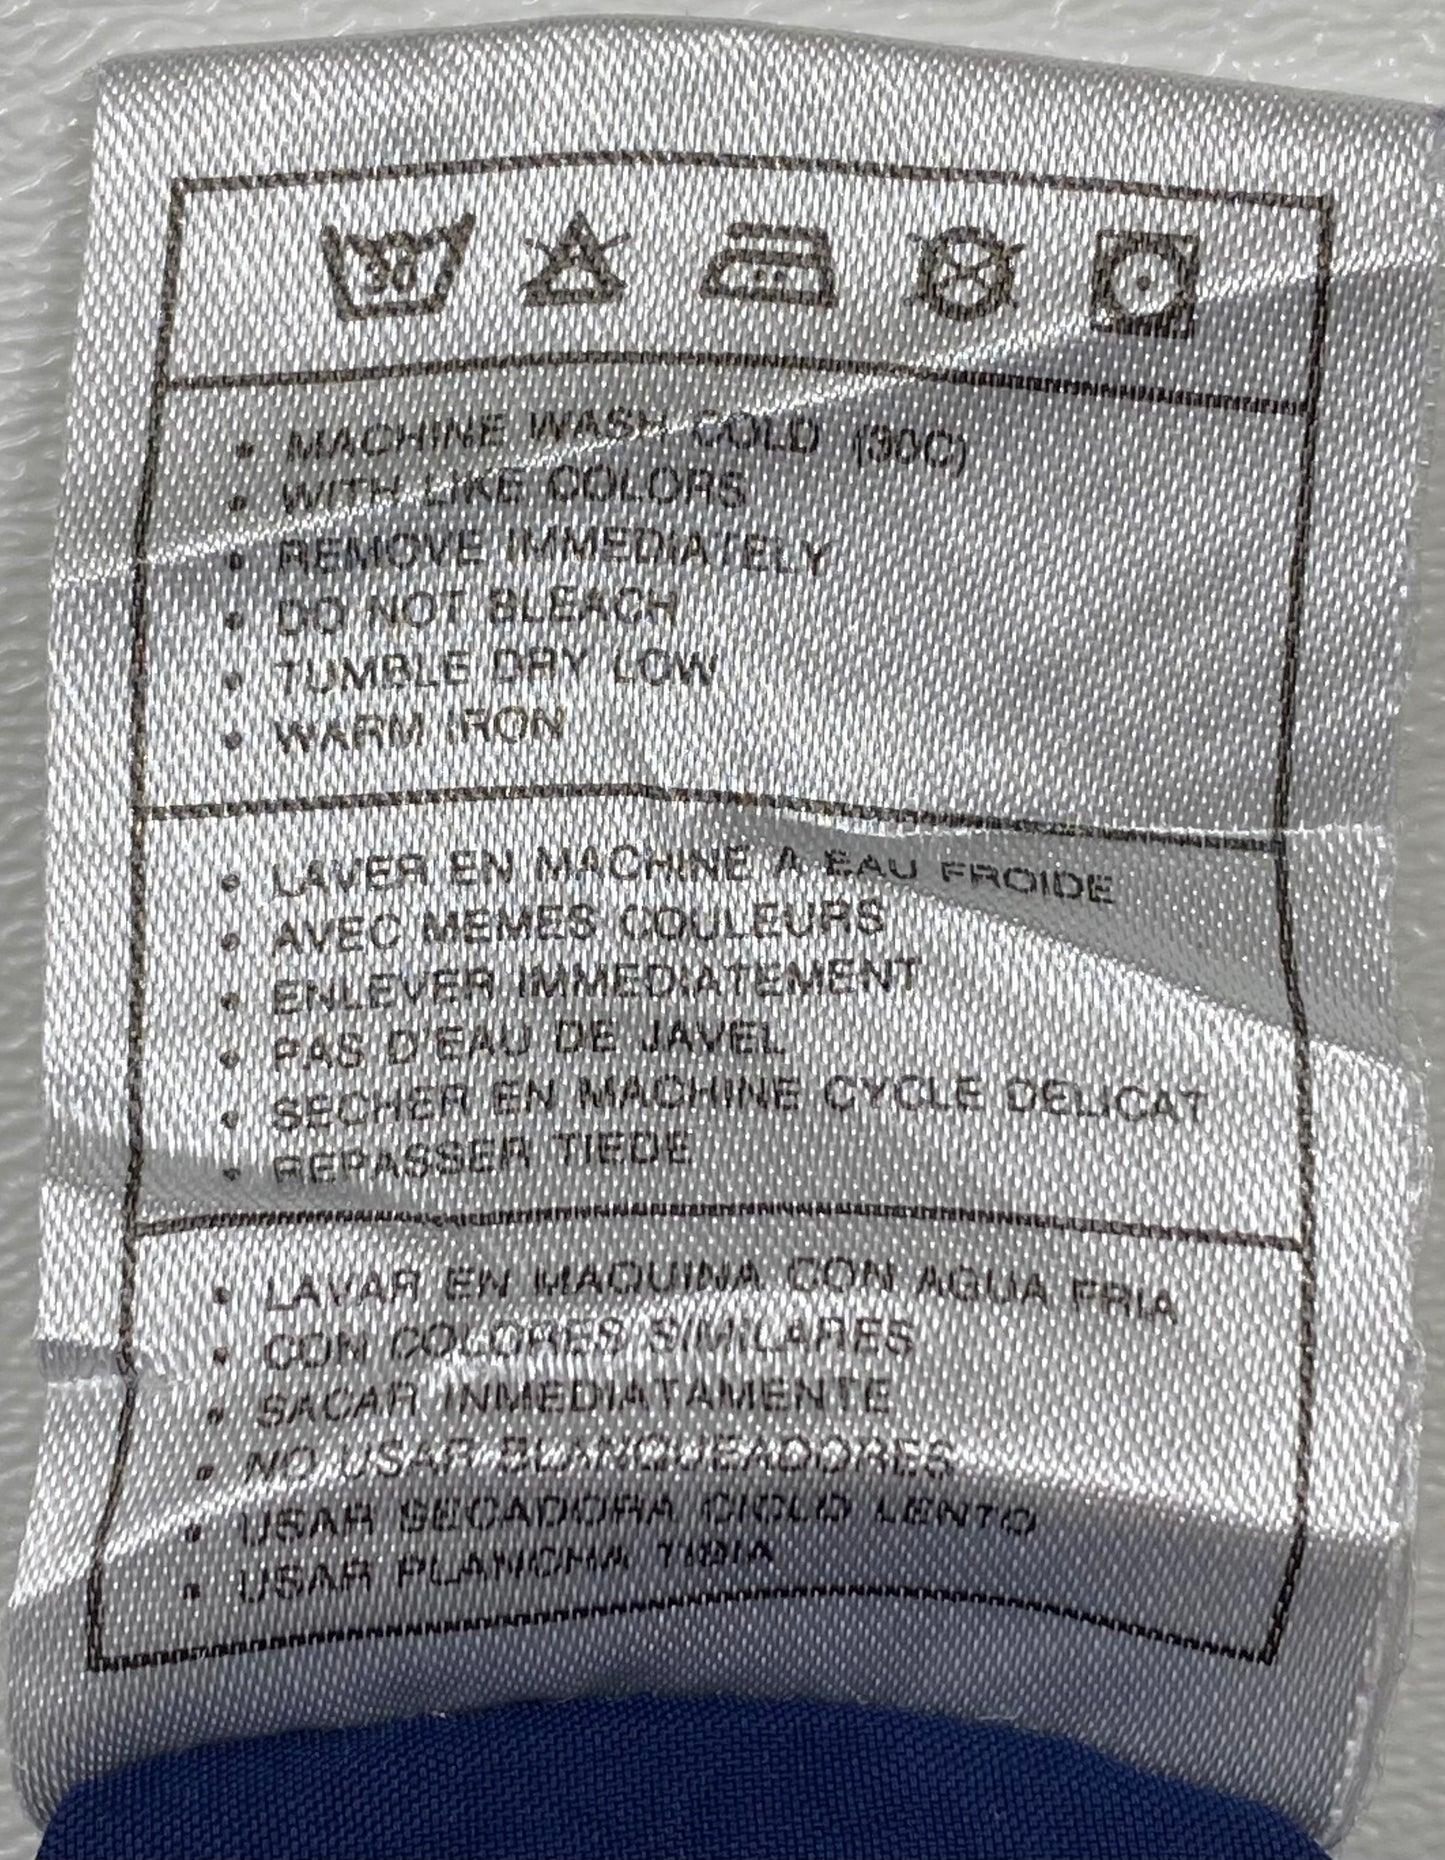 30
• MACHINE WASH COLD (30C)
• WITH LIKE COLORS
• REMOVE IMMEDIATELY
• DO NOT BLEACH
• TUMBLE DRY LOW
• WARM IRON
• LAVER EN MACHINE A EAU FROIDE
• AVEC MEMES COULEURS
• ENLEVER IMMEDIATEMENT
• PAS D'EAU DE JAVEL
• SECHER EN MACHINE CYCLE DELICAT
• REPASSER TIEDE
• LAVAR EN MAQUINA CON AGUA FRIA
• CON COLORES SIMILARES
• SACAR INMEDIATAMENTE
• NO USAR BLANQUEADORES
• USAR SECADORA CICLO LENTO
• USAR PLANCHA TIBIA